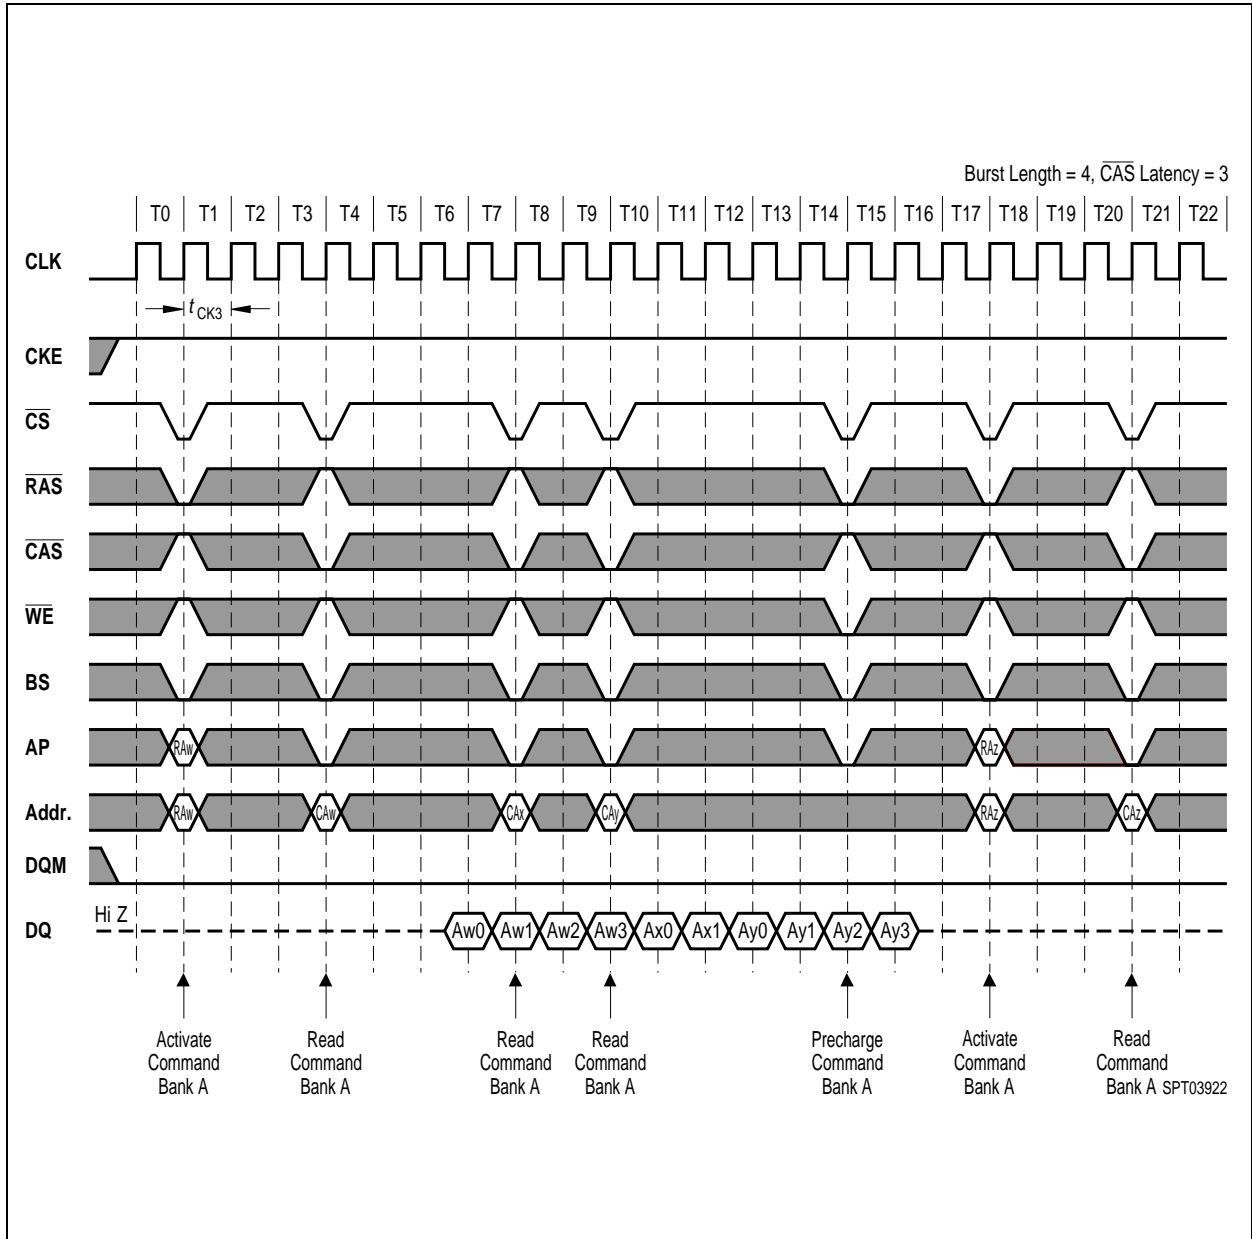 Burst Length = 4, CAS Latency = 3
T0 T1 T2 T3 T4 T5 T6 T7 T8 T9 T10 T11 T12 T13 T14 T15 T16 T17 T18 T19 T20 T21 T22
CLK
t CK3
CKE
CS
RAS
CAS
WE
BS
AP RAw RAz
Addr. RAw CAw CAx CAy RAz CAz
DQM
Hi Z
DQ Aw0 Aw1 Aw2 Aw3 Ax0 Ax1 Ay0 Ay1 Ay2 Ay3
Activate Read Read Read Precharge Activate Read
Command Command Command Command Command Command Command
Bank A Bank A Bank A Bank A Bank A Bank A Bank A SPT03922